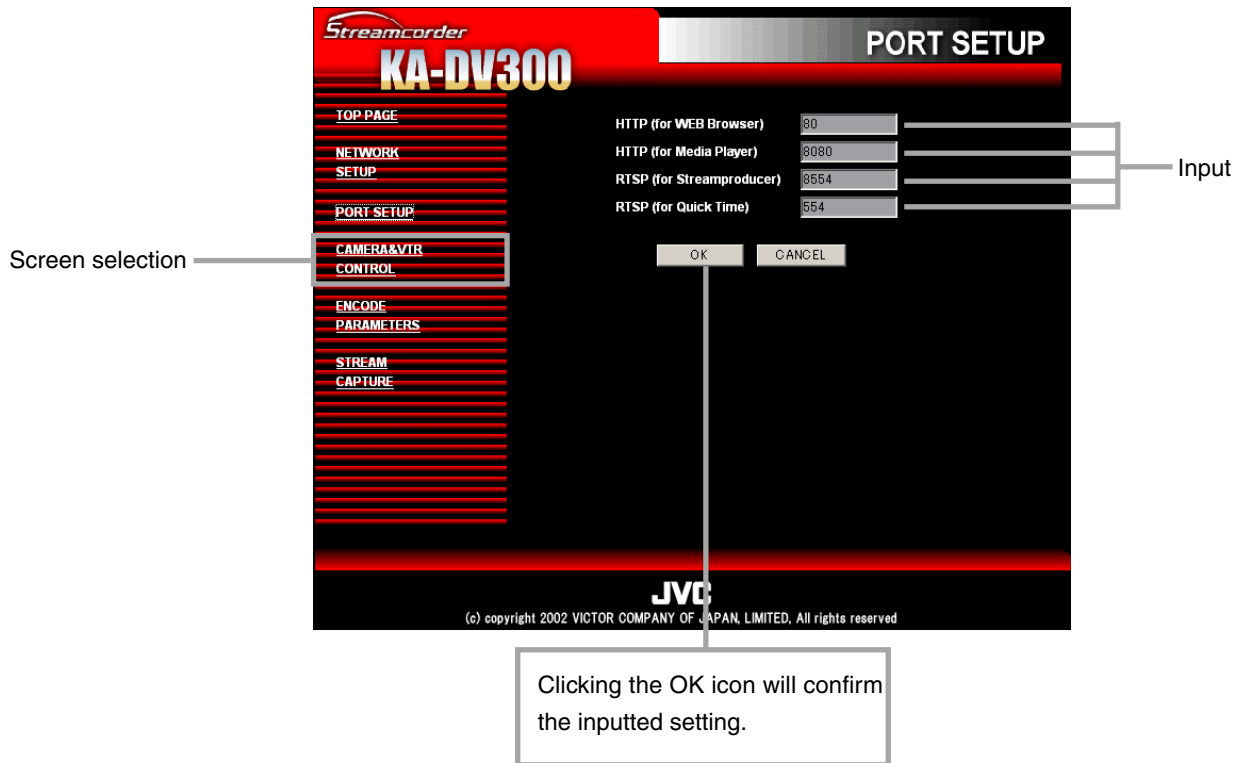 Streamcorder
KA-DV300
PORT SETUP
TOP PAGE
NETWORK
SETUP
PORT SETUP
CAMERA&VTR
CONTROL
ENCODE
PARAMETERS
STREAM
CAPTURE
HTTP (for WEB Browser) 80
HTTP (for Media Player) 8080
RTSP (for Streamproducer) 8554
RTSP (for Quick Time) 554
OK CANCEL
Input
Screen selection
JVC
(c) copyright 2002 VICTOR COMPANY OF JAPAN, LIMITED, All rights reserved
Clicking the OK icon will confirm
the inputted setting.